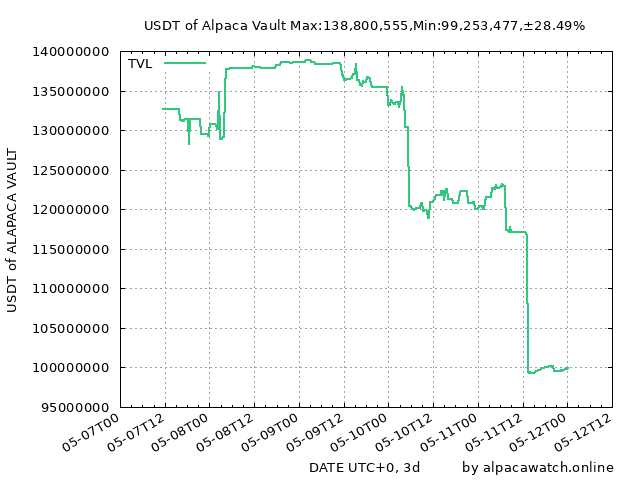 USDT of Alpaca Vault Max:138,800,555,Min:99,253,477,±28.49%
TVL
USDT of ALAPACA VAULT
140000000
135000000
130000000
125000000
120000000
115000000
110000000
105000000
100000000
95000000
05-07T00
05-07T12
05-08T00
05-08T12
05-09T00
05-09T12
05-10T00
05-10T12
05-11T00
05-11T12
05-12T00
05-12T12
DATE UTC+0, 3d
by alpacawatch.online